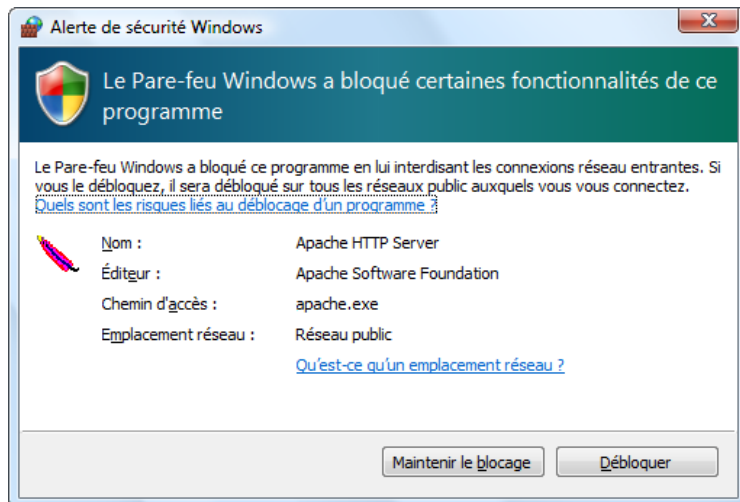 Alerte de sécurité Windows
Le Pare-feu Windows a bloqué certaines fonctionnalités de ce
programme
Le Pare-feu Windows a bloqué ce programme en lui interdisant les connexions réseau entrantes. Si
vous le débloquez, il sera débloqué sur tous les réseaux public auxquels vous vous connectez.
Quels sont les risques liés au déblocage d'un programme ?
Nom : Apache HTTP Server
Éditeur : Apache Software Foundation
Chemin d'accès : apache.exe
Emplacement réseau : Réseau public
Qu'est-ce qu'un emplacement réseau ?
Maintenir le blocage Débloquer